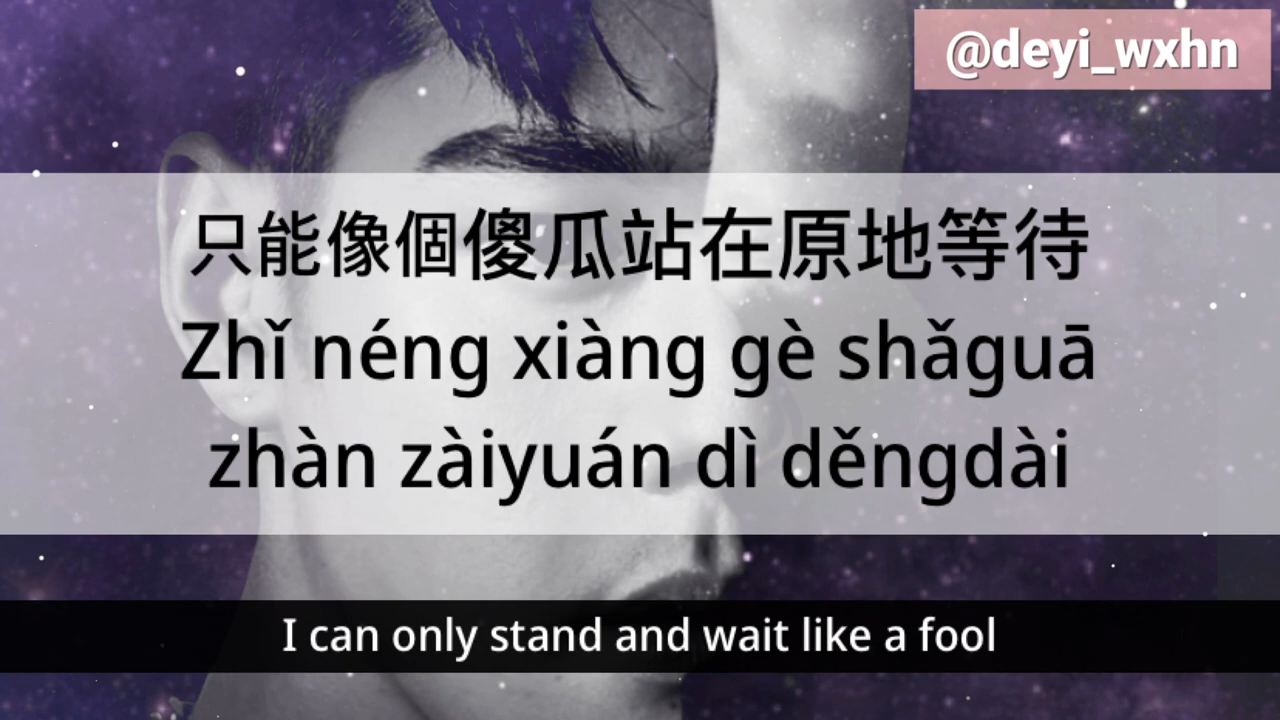 @deyi_wxhn
只能像個傻瓜站在原地等待
Zhǐ néng xiàng gè shǎguā
zhàn zàiyuán dì děngdài
I can only stand and wait like a fool